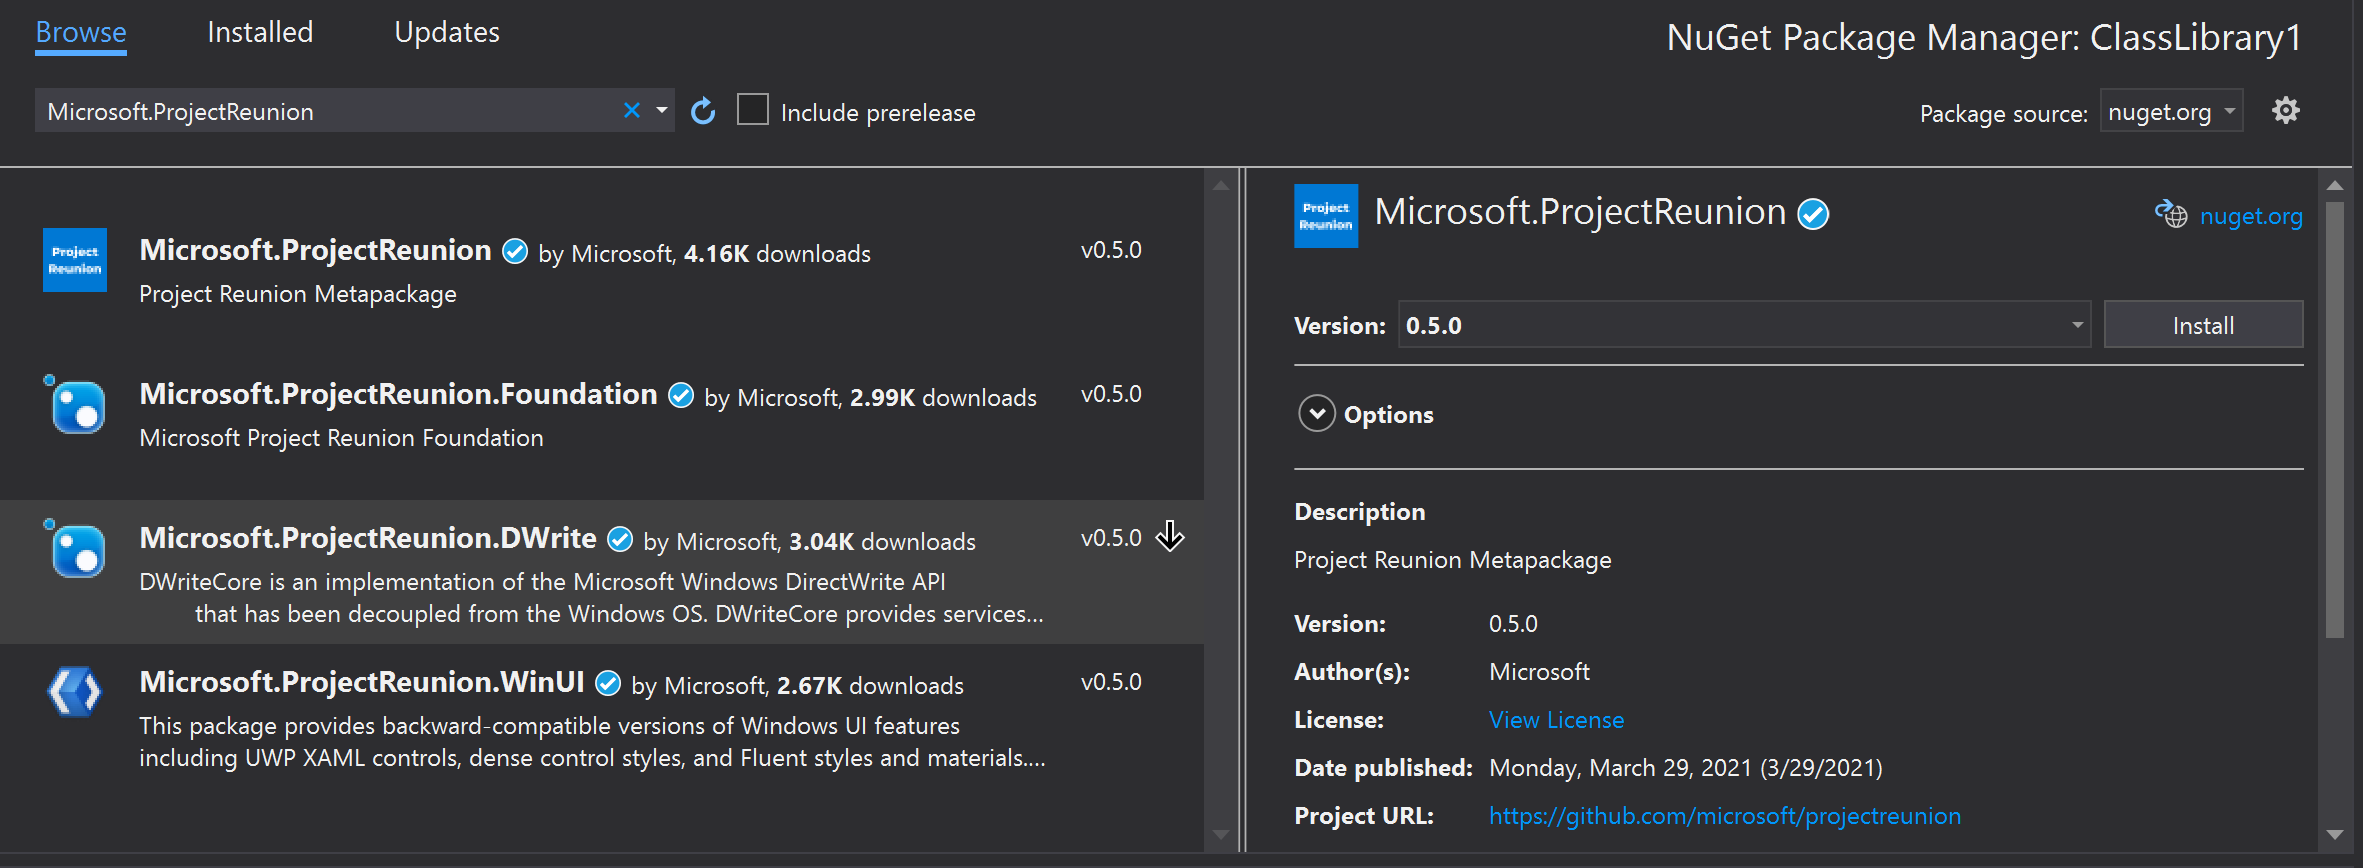 Browse Installed Updates
NuGet Package Manager: ClassLibrary1
Microsoft.ProjectReunion
Include prerelease
Package source: nuget.org
Project
Reunion
Microsoft.ProjectReunion by Microsoft, 4.16K downloads v0.5.0
Project Reunion Metapackage
Microsoft.ProjectReunion.Foundation by Microsoft, 2.99K downloads v0.5.0
Microsoft Project Reunion Foundation
Microsoft.ProjectReunion.DWrite by Microsoft, 3.04K downloads v0.5.0
DWriteCore is an implementation of the Microsoft Windows DirectWrite API
that has been decoupled from the Windows OS. DWriteCore provides services...
Microsoft.ProjectReunion.WinUI by Microsoft, 2.67K downloads v0.5.0
This package provides backward-compatible versions of Windows UI features
including UWP XAML controls, dense control styles, and Fluent styles and materials....
Project
Reunion
Microsoft.ProjectReunion
nuget.org
Version: 0.5.0 Install
Options
Description
Project Reunion Metapackage
Version: 0.5.0
Author(s): Microsoft
License: View License
Date published: Monday, March 29, 2021 (3/29/2021)
Project URL: https://github.com/microsoft/projectreunion